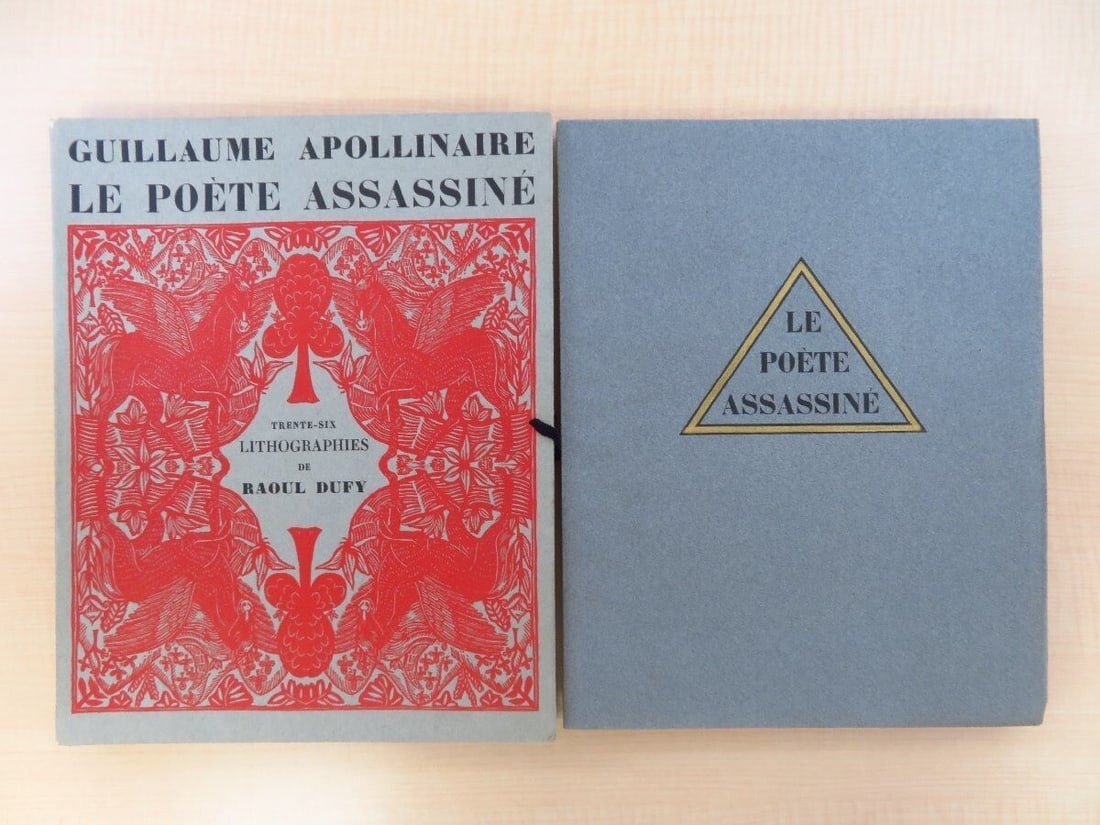 GUILLAUME APOLLINAIRE
LE POÈTE ASSASSINÉ
TRENTE-SIX
LITHOGRAPHIES
DE
RAOUL DUFY
LE
POÈTE
ASSASSINÉ